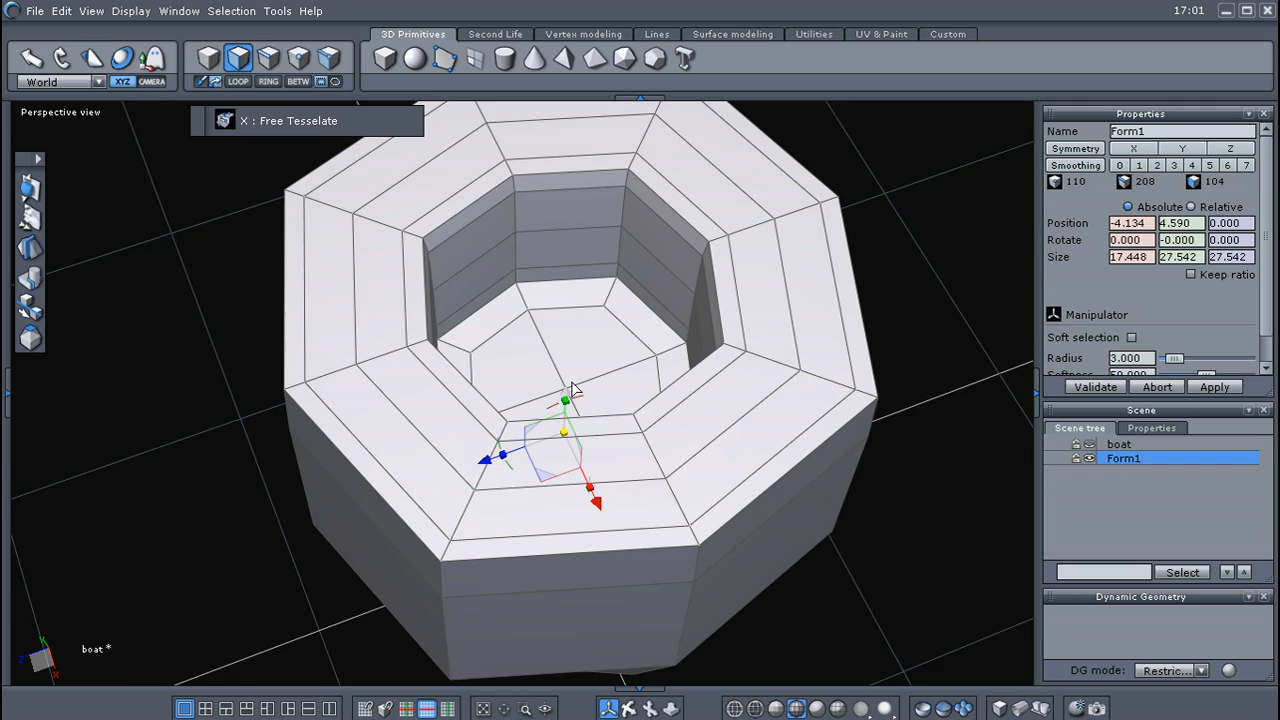 File Edit View Display Window Selection Tools Help 17:01
3D Primitives Second Life Vertex modeling Lines Surface modeling Utilities UV & Paint Custom
World XYZ CAMERA LOOP RING BETW
Perspective view
X : Free Tesselate
Properties
Name Form1
Symmetry X Y Z
Smoothing 0 1 2 3 4 5 6 7
110 208 104
Absolute Relative
Position -4.134 4.590 0.000
Rotate 0.000 -0.000 0.000
Size 17.448 27.542 27.542
Keep ratio
Manipulator
Soft selection
Radius 3.000
Validate Abort Apply
Scene
Scene tree Properties
boat
Form1
Select
Dynamic Geometry
DG mode: Restric...
boat *
Y
Z
X